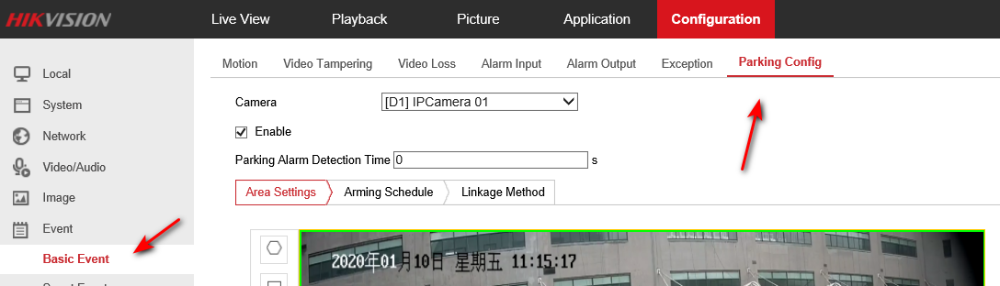 HIKVISION
Live View Playback Picture Application Configuration
Local
System
Network
Video/Audio
Image
Event
Basic Event
Motion Video Tampering Video Loss Alarm Input Alarm Output Exception Parking Config
Camera [D1] IPCamera 01
Enable
Parking Alarm Detection Time 0 s
Area Settings Arming Schedule Linkage Method
2020年01月10日 星期五 11:15:17